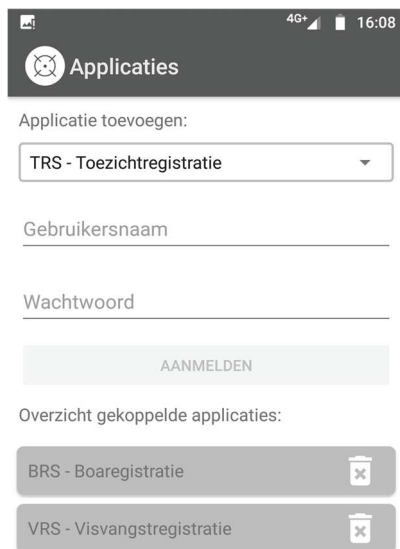 4G+ 16:08
Applicaties
Applicatie toevoegen:
TRS - Toezichtregistratie
Gebruikersnaam
Wachtwoord
AANMELDEN
Overzicht gekoppelde applicaties:
BRS - Boaregistratie
VRS - Visvangstregistratie